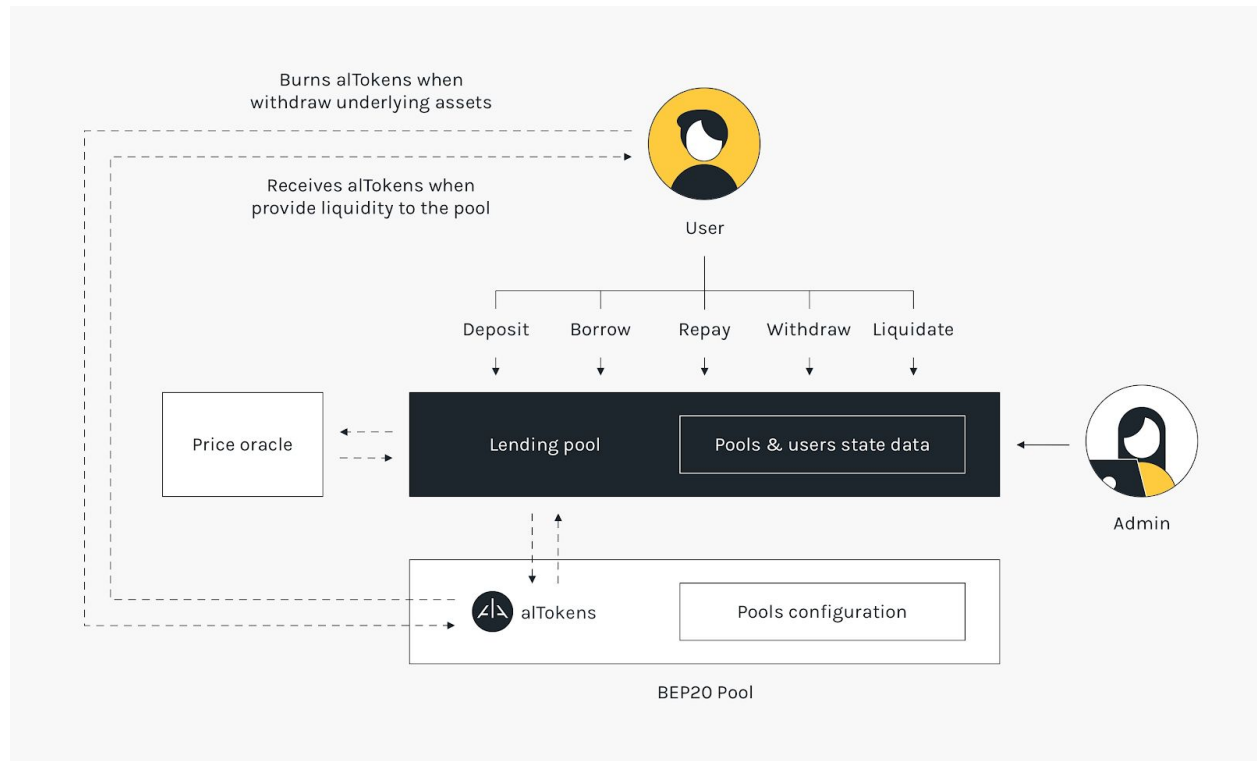 Burns alTokens when
withdraw underlying assets
Receives alTokens when
provide liquidity to the pool
User
Deposit
Borrow
Repay
Withdraw
Liquidate
Price oracle
Lending pool
Pools & users state data
Admin
alTokens
Pools configuration
BEP20 Pool